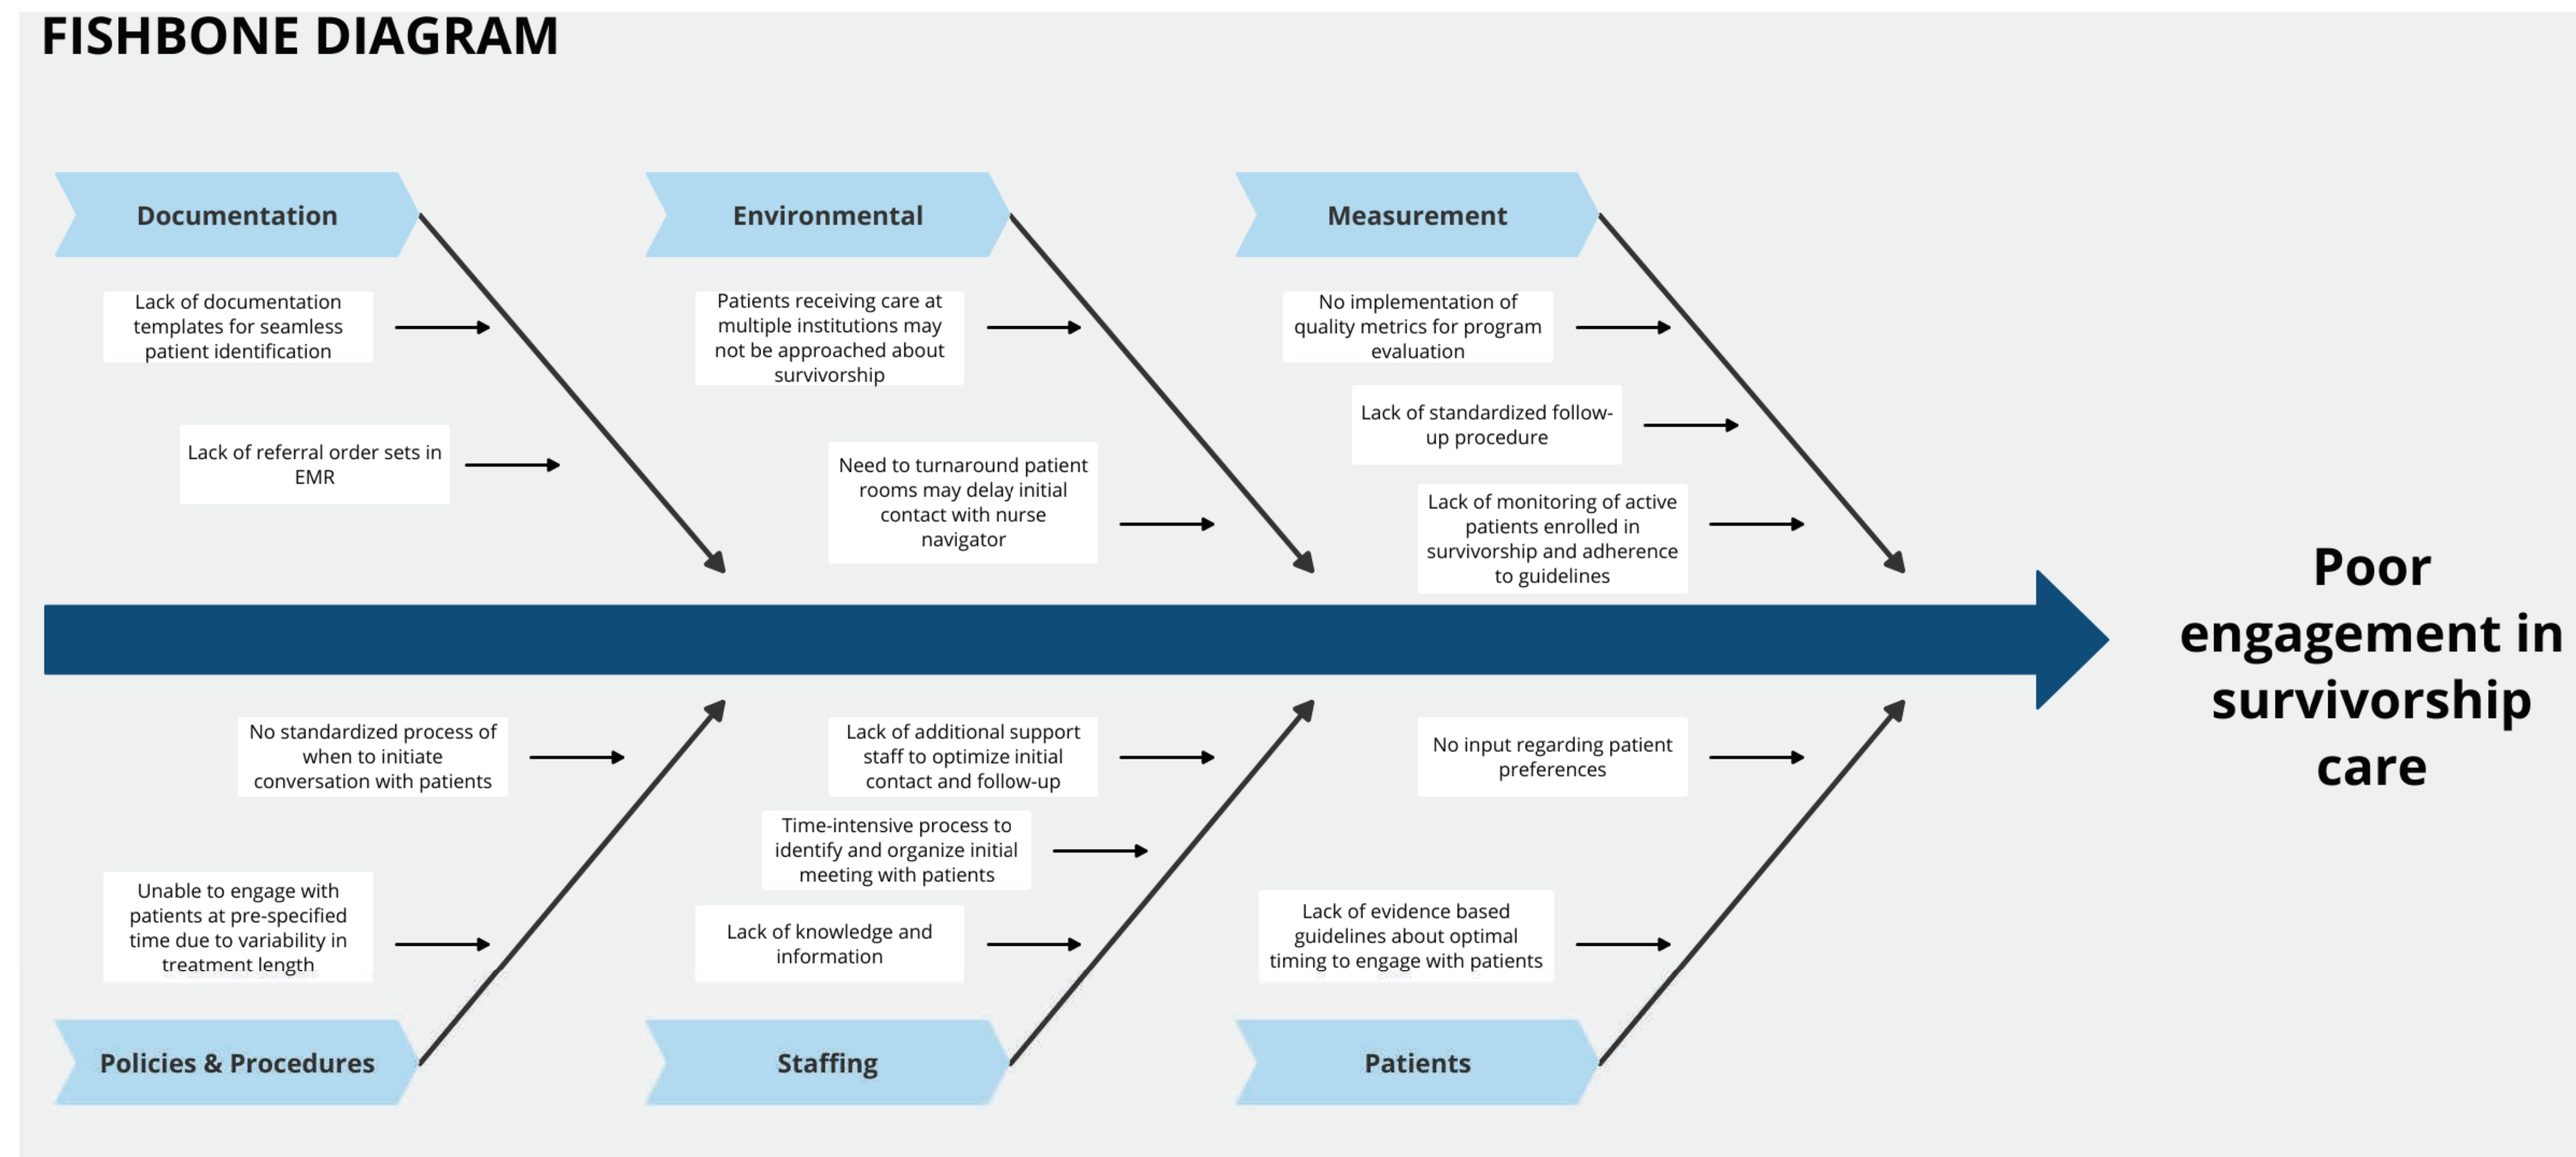 FISHBONE DIAGRAM
Documentation
Lack of documentation
templates for seamless
patient identification
Lack of referral order sets in
EMR
Environmental
Patients receiving care at
multiple institutions may
not be approached about
survivorship
Need to turnaround patient
rooms may delay initial
contact with nurse
navigator
Measurement
No implementation of
quality metrics for program
evaluation
Lack of standardized follow-
up procedure
Lack of monitoring of active
patients enrolled in
survivorship and adherence
to guidelines
Poor
engagement in
survivorship
care
No standardized process of
when to initiate
conversation with patients
Unable to engage with
patients at pre-specified
time due to variability in
treatment length
Policies & Procedures
Lack of additional support
staff to optimize initial
contact and follow-up
Time-intensive process to
identify and organize initial
meeting with patients
Lack of knowledge and
information
Staffing
No input regarding patient
preferences
Lack of evidence based
guidelines about optimal
timing to engage with patients
Patients